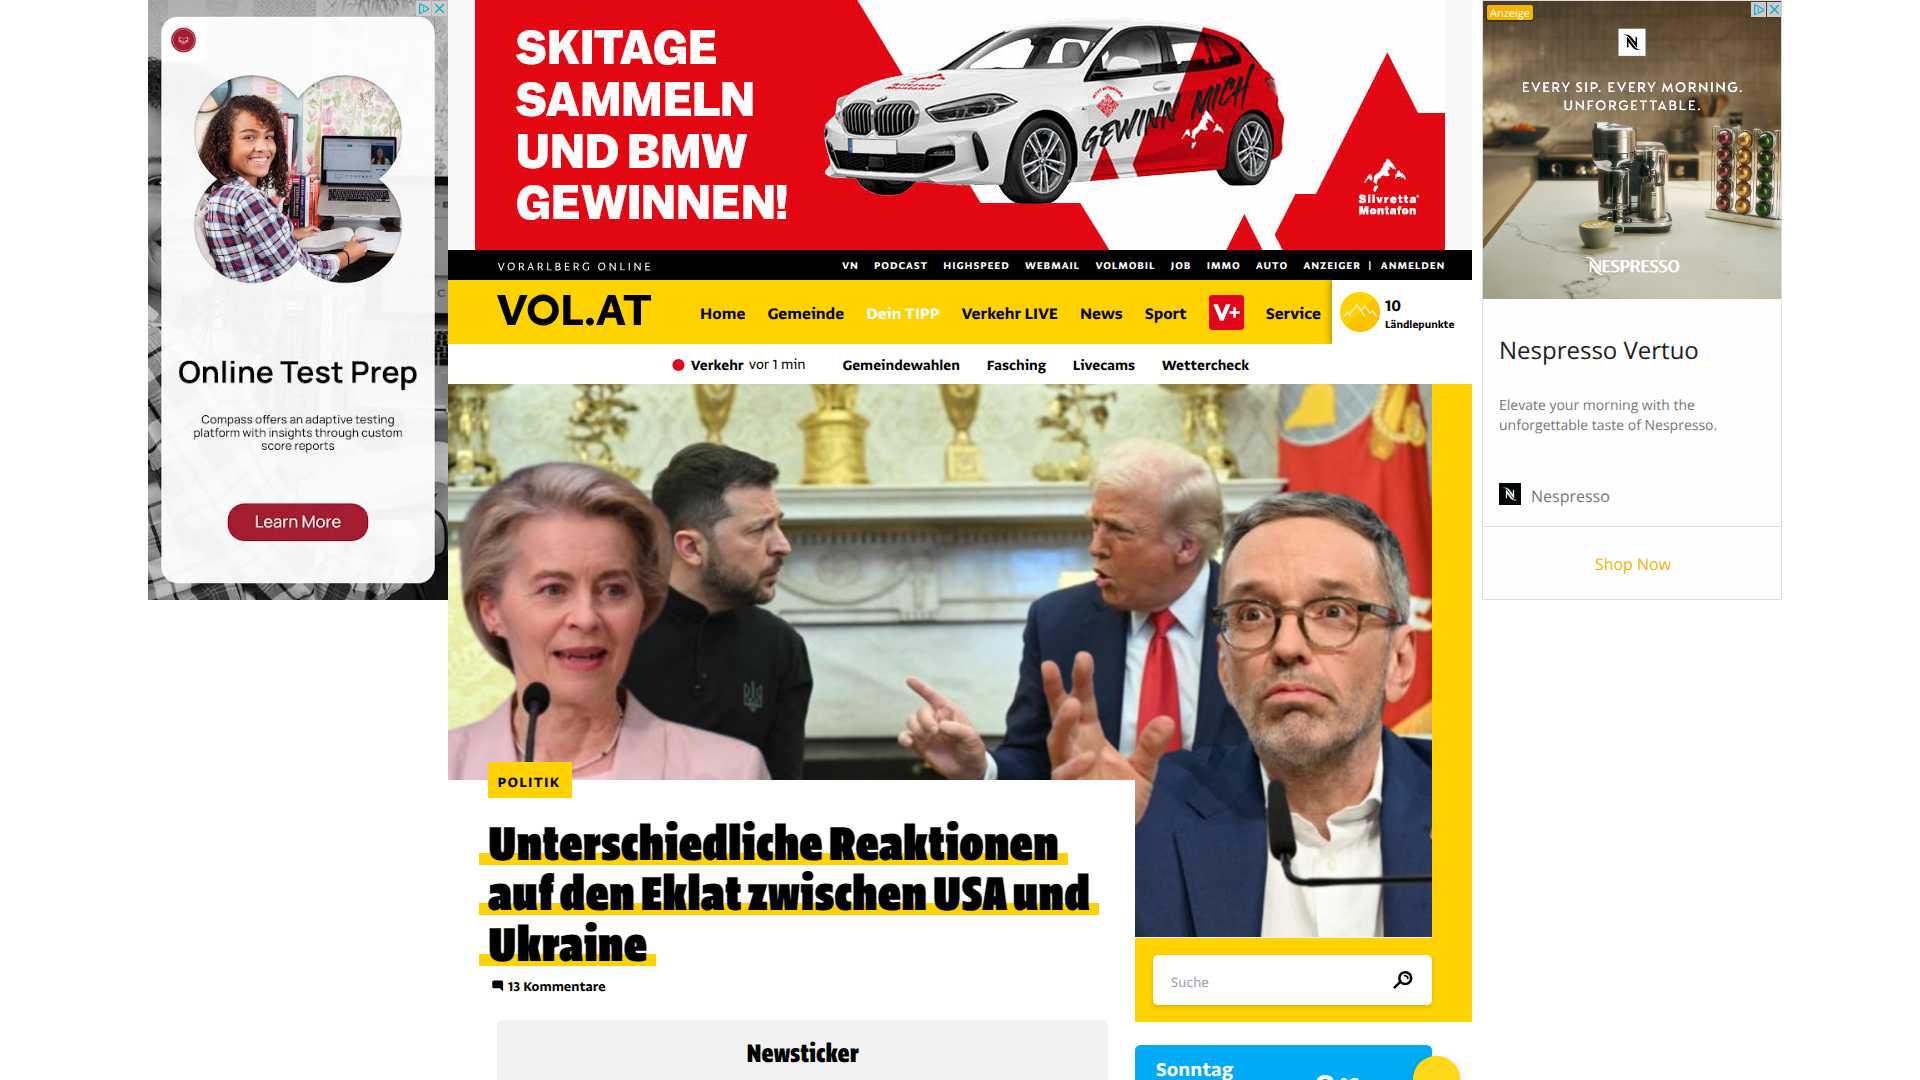 Online Test Prep
Compass offers an adaptive testing
platform with insights through custom
score reports
Learn More
SKITAGE
SAMMELN
UND BMW
GEWINNEN!
GEWINN MICH
Silvretta
Montafon
Silvretta
Montafon
VORARLBERG ONLINE
VN PODCAST HIGHSPEED WEBMAIL VOLMOBIL JOB IMMO AUTO ANZEIGER | ANMELDEN
VOL.AT
Home Gemeinde Dein TIPP Verkehr LIVE News Sport V+ Service
10
Ländlepunkte
Verkehr vor 1 min Gemeindewahlen Fasching Livecams Wettercheck
POLITIK
Unterschiedliche Reaktionen
auf den Eklat zwischen USA und
Ukraine
13 Kommentare
Newsticker
Suche
Sonntag
Anzeige
N
EVERY SIP. EVERY MORNING.
UNFORGETTABLE.
NESPRESSO
Nespresso Vertuo
Elevate your morning with the
unforgettable taste of Nespresso.
N Nespresso
Shop Now